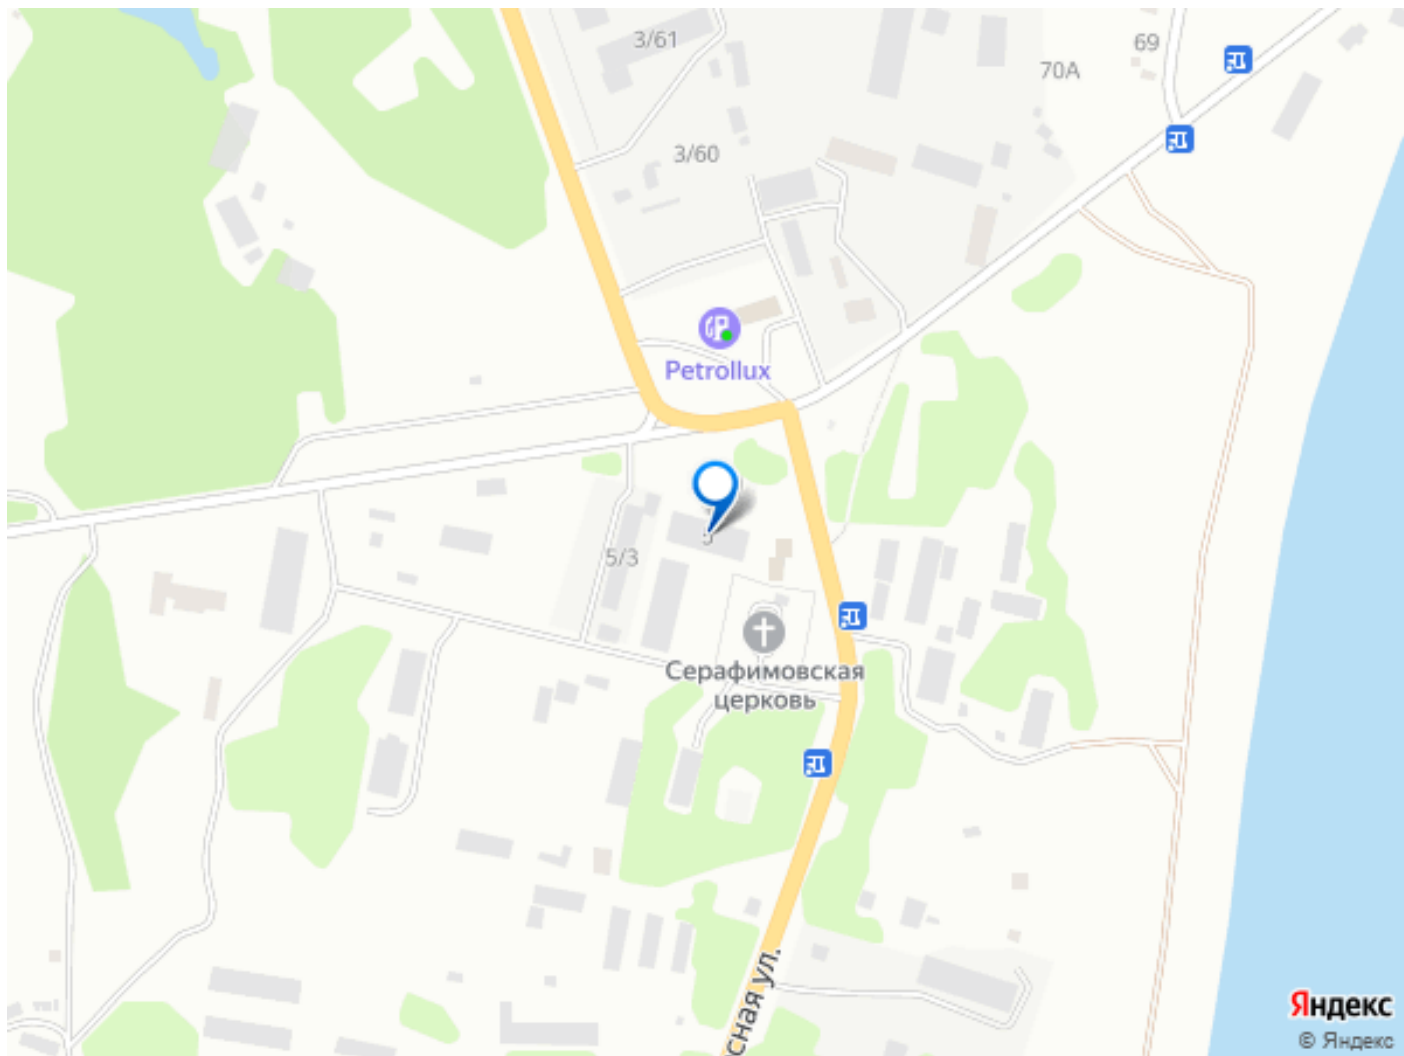 3/61
69
70А
3/60
Petrollux
5/3
Серафимовская
церковь
сная ул.
Яндекс
© Яндекс